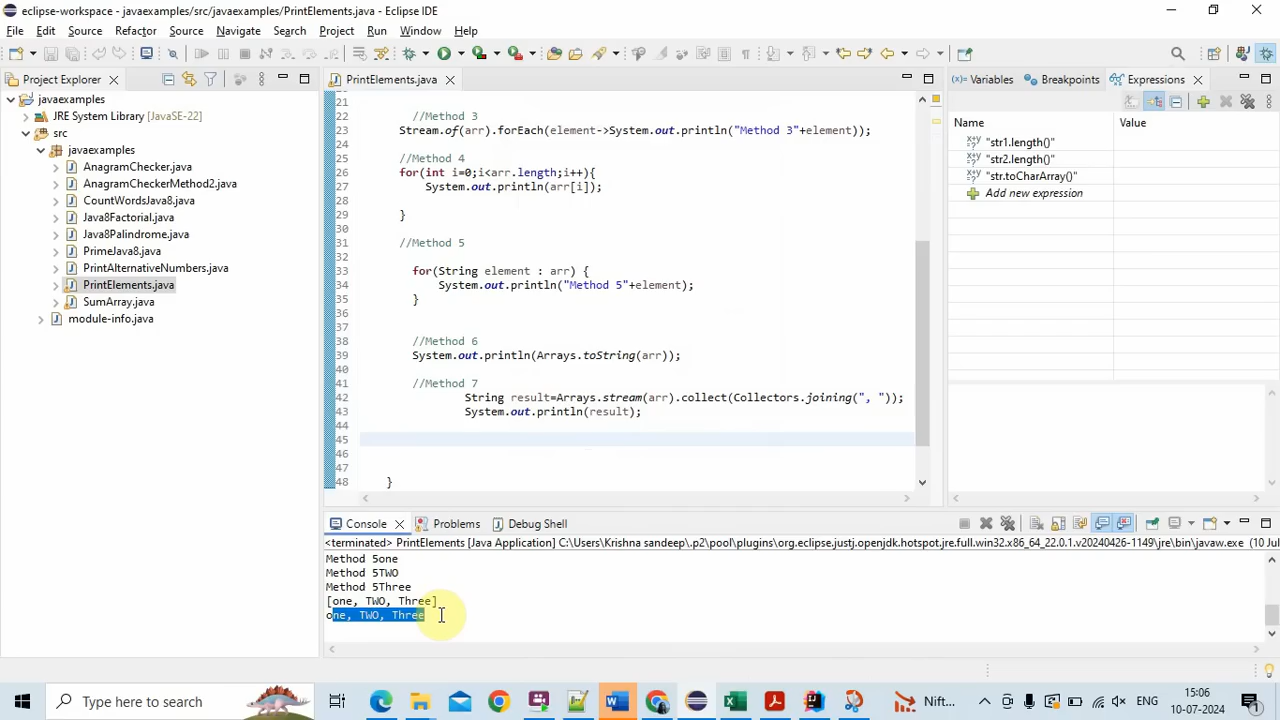 eclipse-workspace - javaexamples/src/javaexamples/PrintElements.java - Eclipse IDE
File Edit Source Refactor Source Navigate Search Project Run Window Help
Project Explorer
PrintElements.java
Variables Breakpoints Expressions
javaexamples
JRE System Library [JavaSE-22]
src
javaexamples
AnagramChecker.java
AnagramCheckerMethod2.java
CountWordsJava8.java
Java8Factorial.java
Java8Palindrome.java
PrimeJava8.java
PrintAlternativeNumbers.java
PrintElements.java
SumArray.java
module-info.java
21
22 //Method 3
23 Stream.of(arr).forEach(element->System.out.println("Method 3"+element));
24
25 //Method 4
26 for(int i=0;i<arr.length;i++){
27 System.out.println(arr[i]);
28
29 }
30
31 //Method 5
32
33 for(String element : arr) {
34 System.out.println("Method 5"+element);
35 }
36
37
38 //Method 6
39 System.out.println(Arrays.toString(arr));
40
41 //Method 7
42 String result=Arrays.stream(arr).collect(Collectors.joining(", "));
43 System.out.println(result);
44
45
46
47
48 }
Name Value
"str1.length()"
"str2.length()"
"str.toCharArray()"
Add new expression
Console Problems Debug Shell
<terminated> PrintElements [Java Application] C:\Users\Krishna sandeep\.p2\pool\plugins\org.eclipse.justj.openjdk.hotspot.jre.full.win32.x86_64_22.0.1.v20240426-1149\jre\bin\javaw.exe (10 Jul
Method 5one
Method 5TWO
Method 5Three
[one, TWO, Three]
one, TWO, Three
Type here to search
Nift...
ENG
15:06
10-07-2024